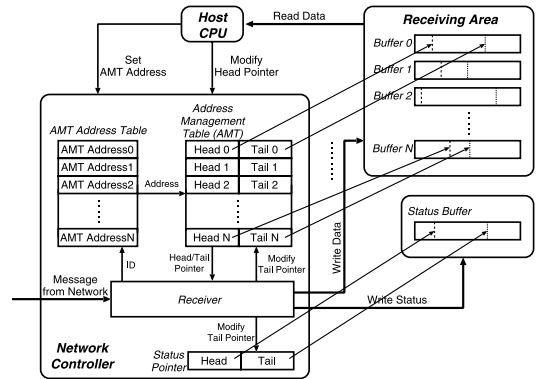 Host
CPU
Read Data
Receiving Area
Buffer 0
Buffer 1
Buffer 2
Buffer N
Set
AMT Address
Modify
Head Pointer
Address
Management
Table (AMT)
AMT Address Table
AMT Address0
AMT Address1
AMT Address2
AMT AddressN
Address
Head 0
Tail 0
Head 1
Tail 1
Head 2
Tail 2
Head N
Tail N
Status Buffer
Write Data
Head/Tail
Pointer
Modify
Tail Pointer
ID
Message
from Network
Receiver
Write Status
Modify
Tail Pointer
Network
Controller
Status
Pointer
Head
Tail